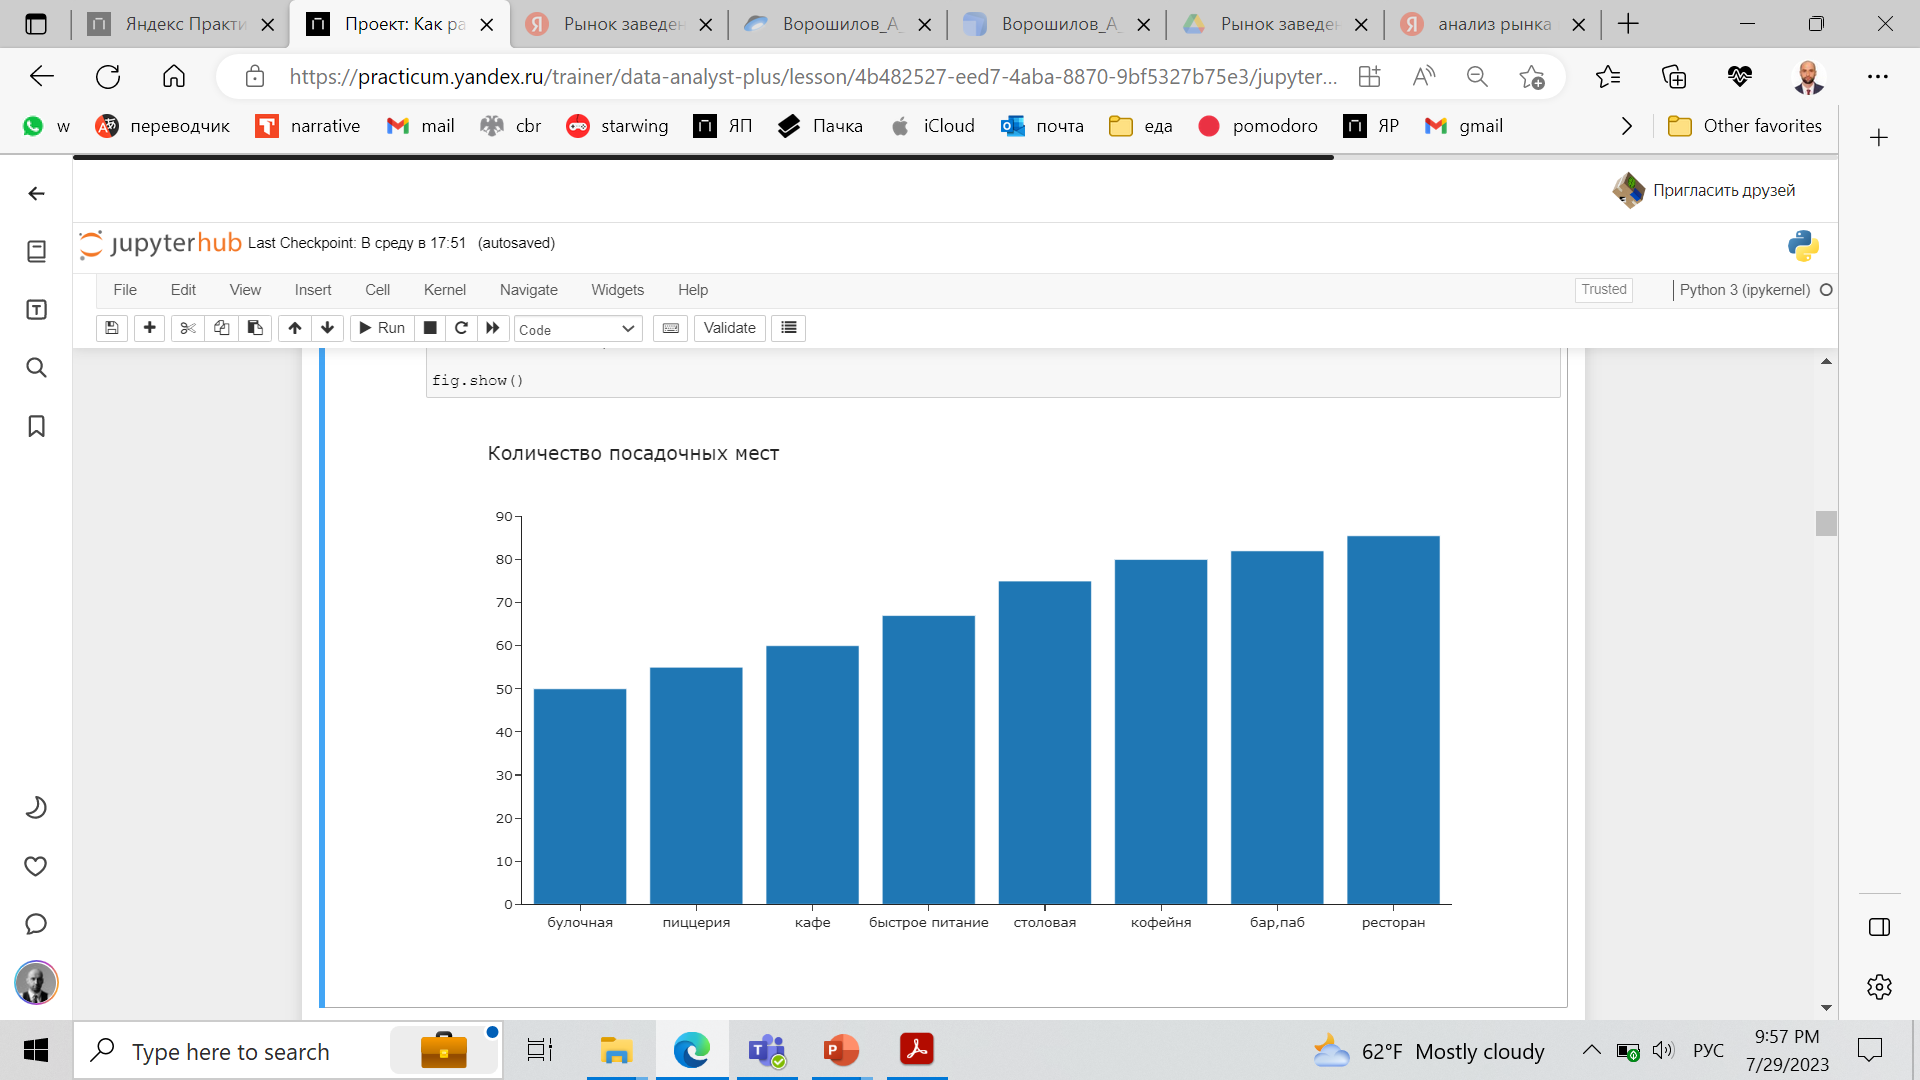 Яндекс Практи
Проект: Как ра
Рынок заведен
Ворошилов_А_
Ворошилов_А_
Рынок заведен
анализ рынка
https://practicum.yandex.ru/trainer/data-analyst-plus/lesson/4b482527-eed7-4aba-8870-9bf5327b75e3/jupyter...
w
переводчик
narrative
mail
cbr
starwing
ЯП
Пачка
iCloud
почта
еда
pomodoro
ЯР
gmail
Other favorites
Пригласить друзей
jupyterhub Last Checkpoint: В среду в 17:51 (autosaved)
File Edit View Insert Cell Kernel Navigate Widgets Help
Trusted
Python 3 (ipykernel)
Run
Code
Validate
fig.show()
Количество посадочных мест
90
80
70
60
50
40
30
20
10
0
булочная пиццерия кафе быстрое питание столовая кофейня бар,паб ресторан
Type here to search
62°F Mostly cloudy
РУС
9:57 PM
7/29/2023